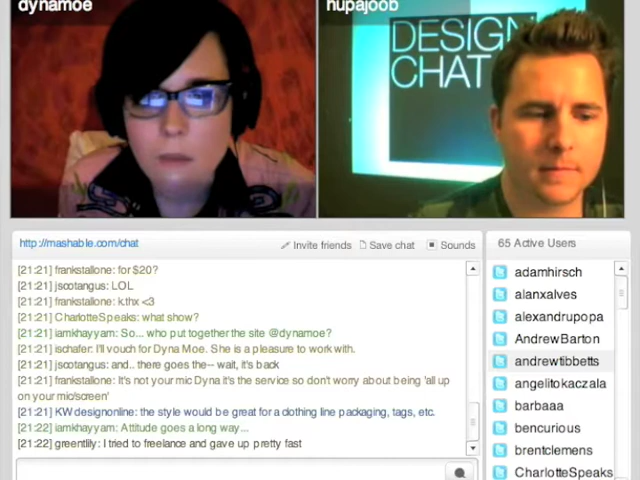 dynamoe
hupajoob
DESIGN
CHAT
http://mashable.com/chat
Invite friends
Save chat
Sounds
65 Active Users
[21:21] frankstallone: for $20?
[21:21] jscotangus: LOL
[21:21] frankstallone: k.thx <3
[21:21] CharlotteSpeaks: what show?
[21:21] iamkhayyam: So... who put together the site @dynamoe?
[21:21] ischafer: I'll vouch for Dyna Moe. She is a pleasure to work with.
[21:21] jscotangus: and.. there goes the-- wait, it's back
[21:21] frankstallone: It's not your mic Dyna it's the service so don't worry about being 'all up
on your mic/screen'
[21:21] KWdesignonline: the style would be great for a clothing line packaging, tags, etc.
[21:22] iamkhayyam: Attitude goes a long way...
[21:22] greentlily: I tried to freelance and gave up pretty fast
adamhirsch
alanxalves
alexandrupopa
AndrewBarton
andrewtibbetts
angelitokaczala
barbaaa
bencurious
brentclemens
CharlotteSpeaks